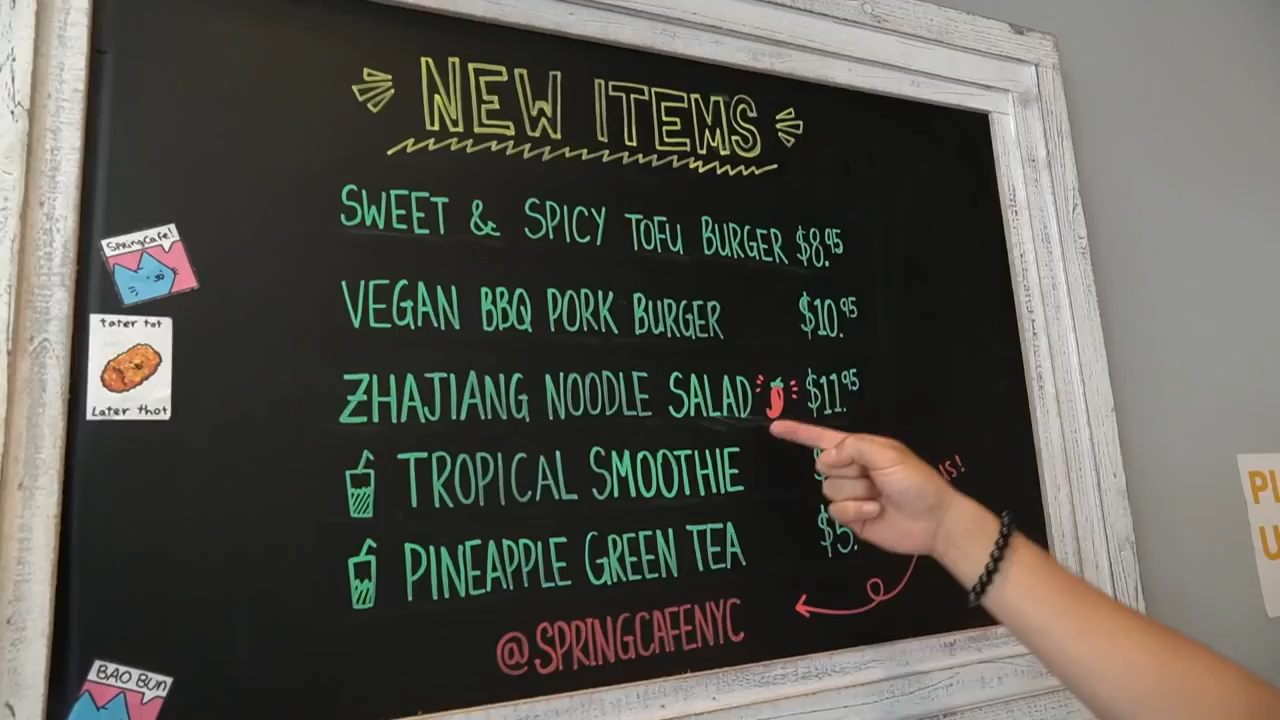 NEW ITEMS
SWEET & SPICY TOFU BURGER $8.95
VEGAN BBQ PORK BURGER $10.95
ZHAJIANG NOODLE SALAD $11.95
TROPICAL SMOOTHIE
PINEAPPLE GREEN TEA $5.
@SPRINGCAFENYC
SpringCafe!
tater tot
Later thot
BAO BUN